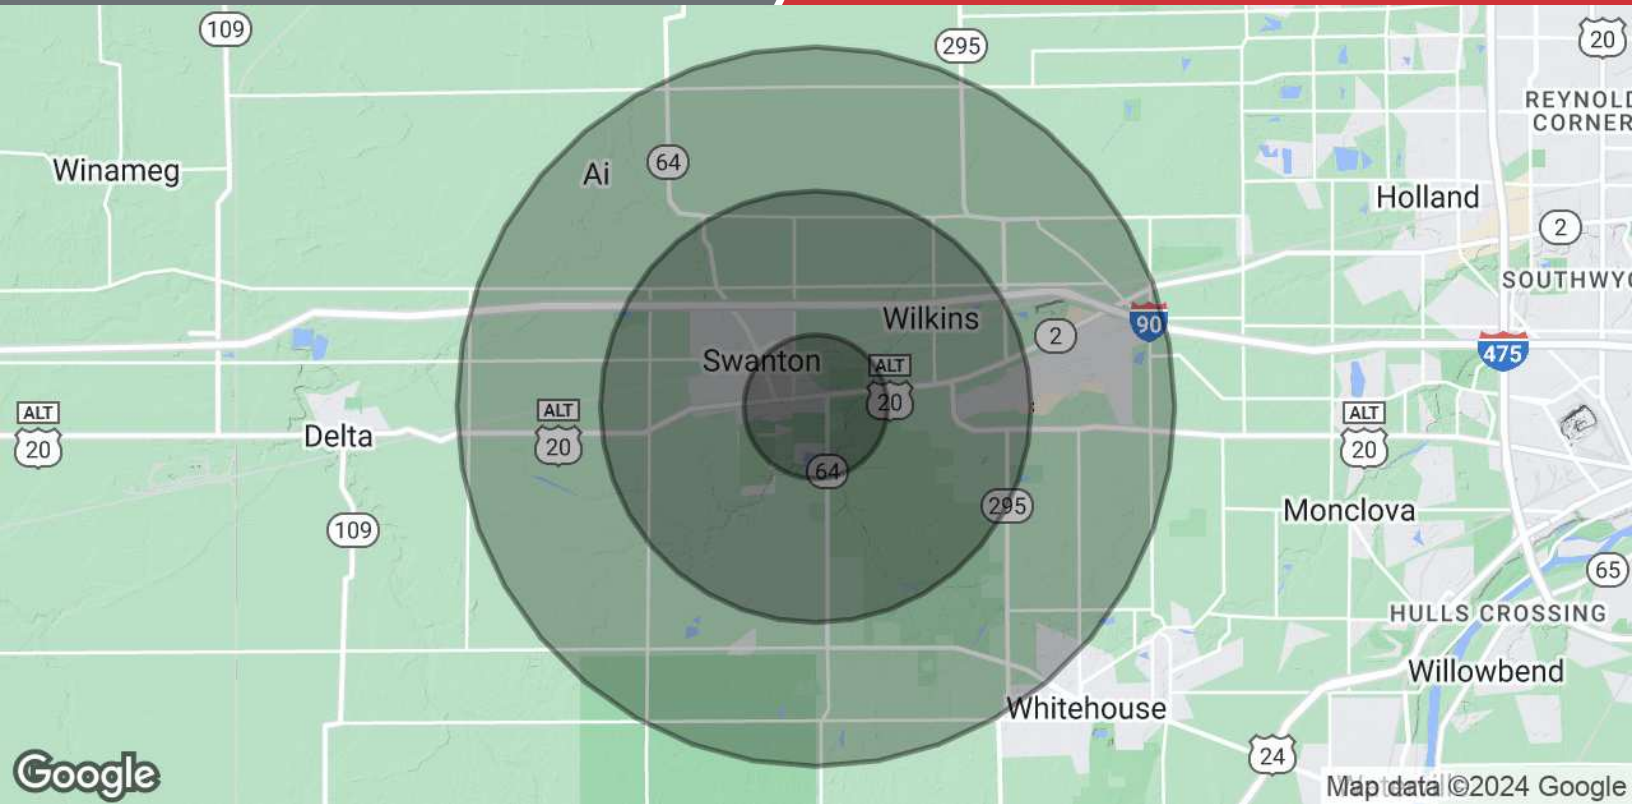 109
295
20
REYNOLD
CORNER
Winameg
Ai
64
Holland
2
SOUTHWYC
Wilkins
2
90
Swanton
475
ALT
20
ALT
20
ALT
20
ALT
20
Delta
64
295
Monclova
109
65
HULLS CROSSING
Willowbend
Whitehouse
24
Google
Map data ©2024 Google